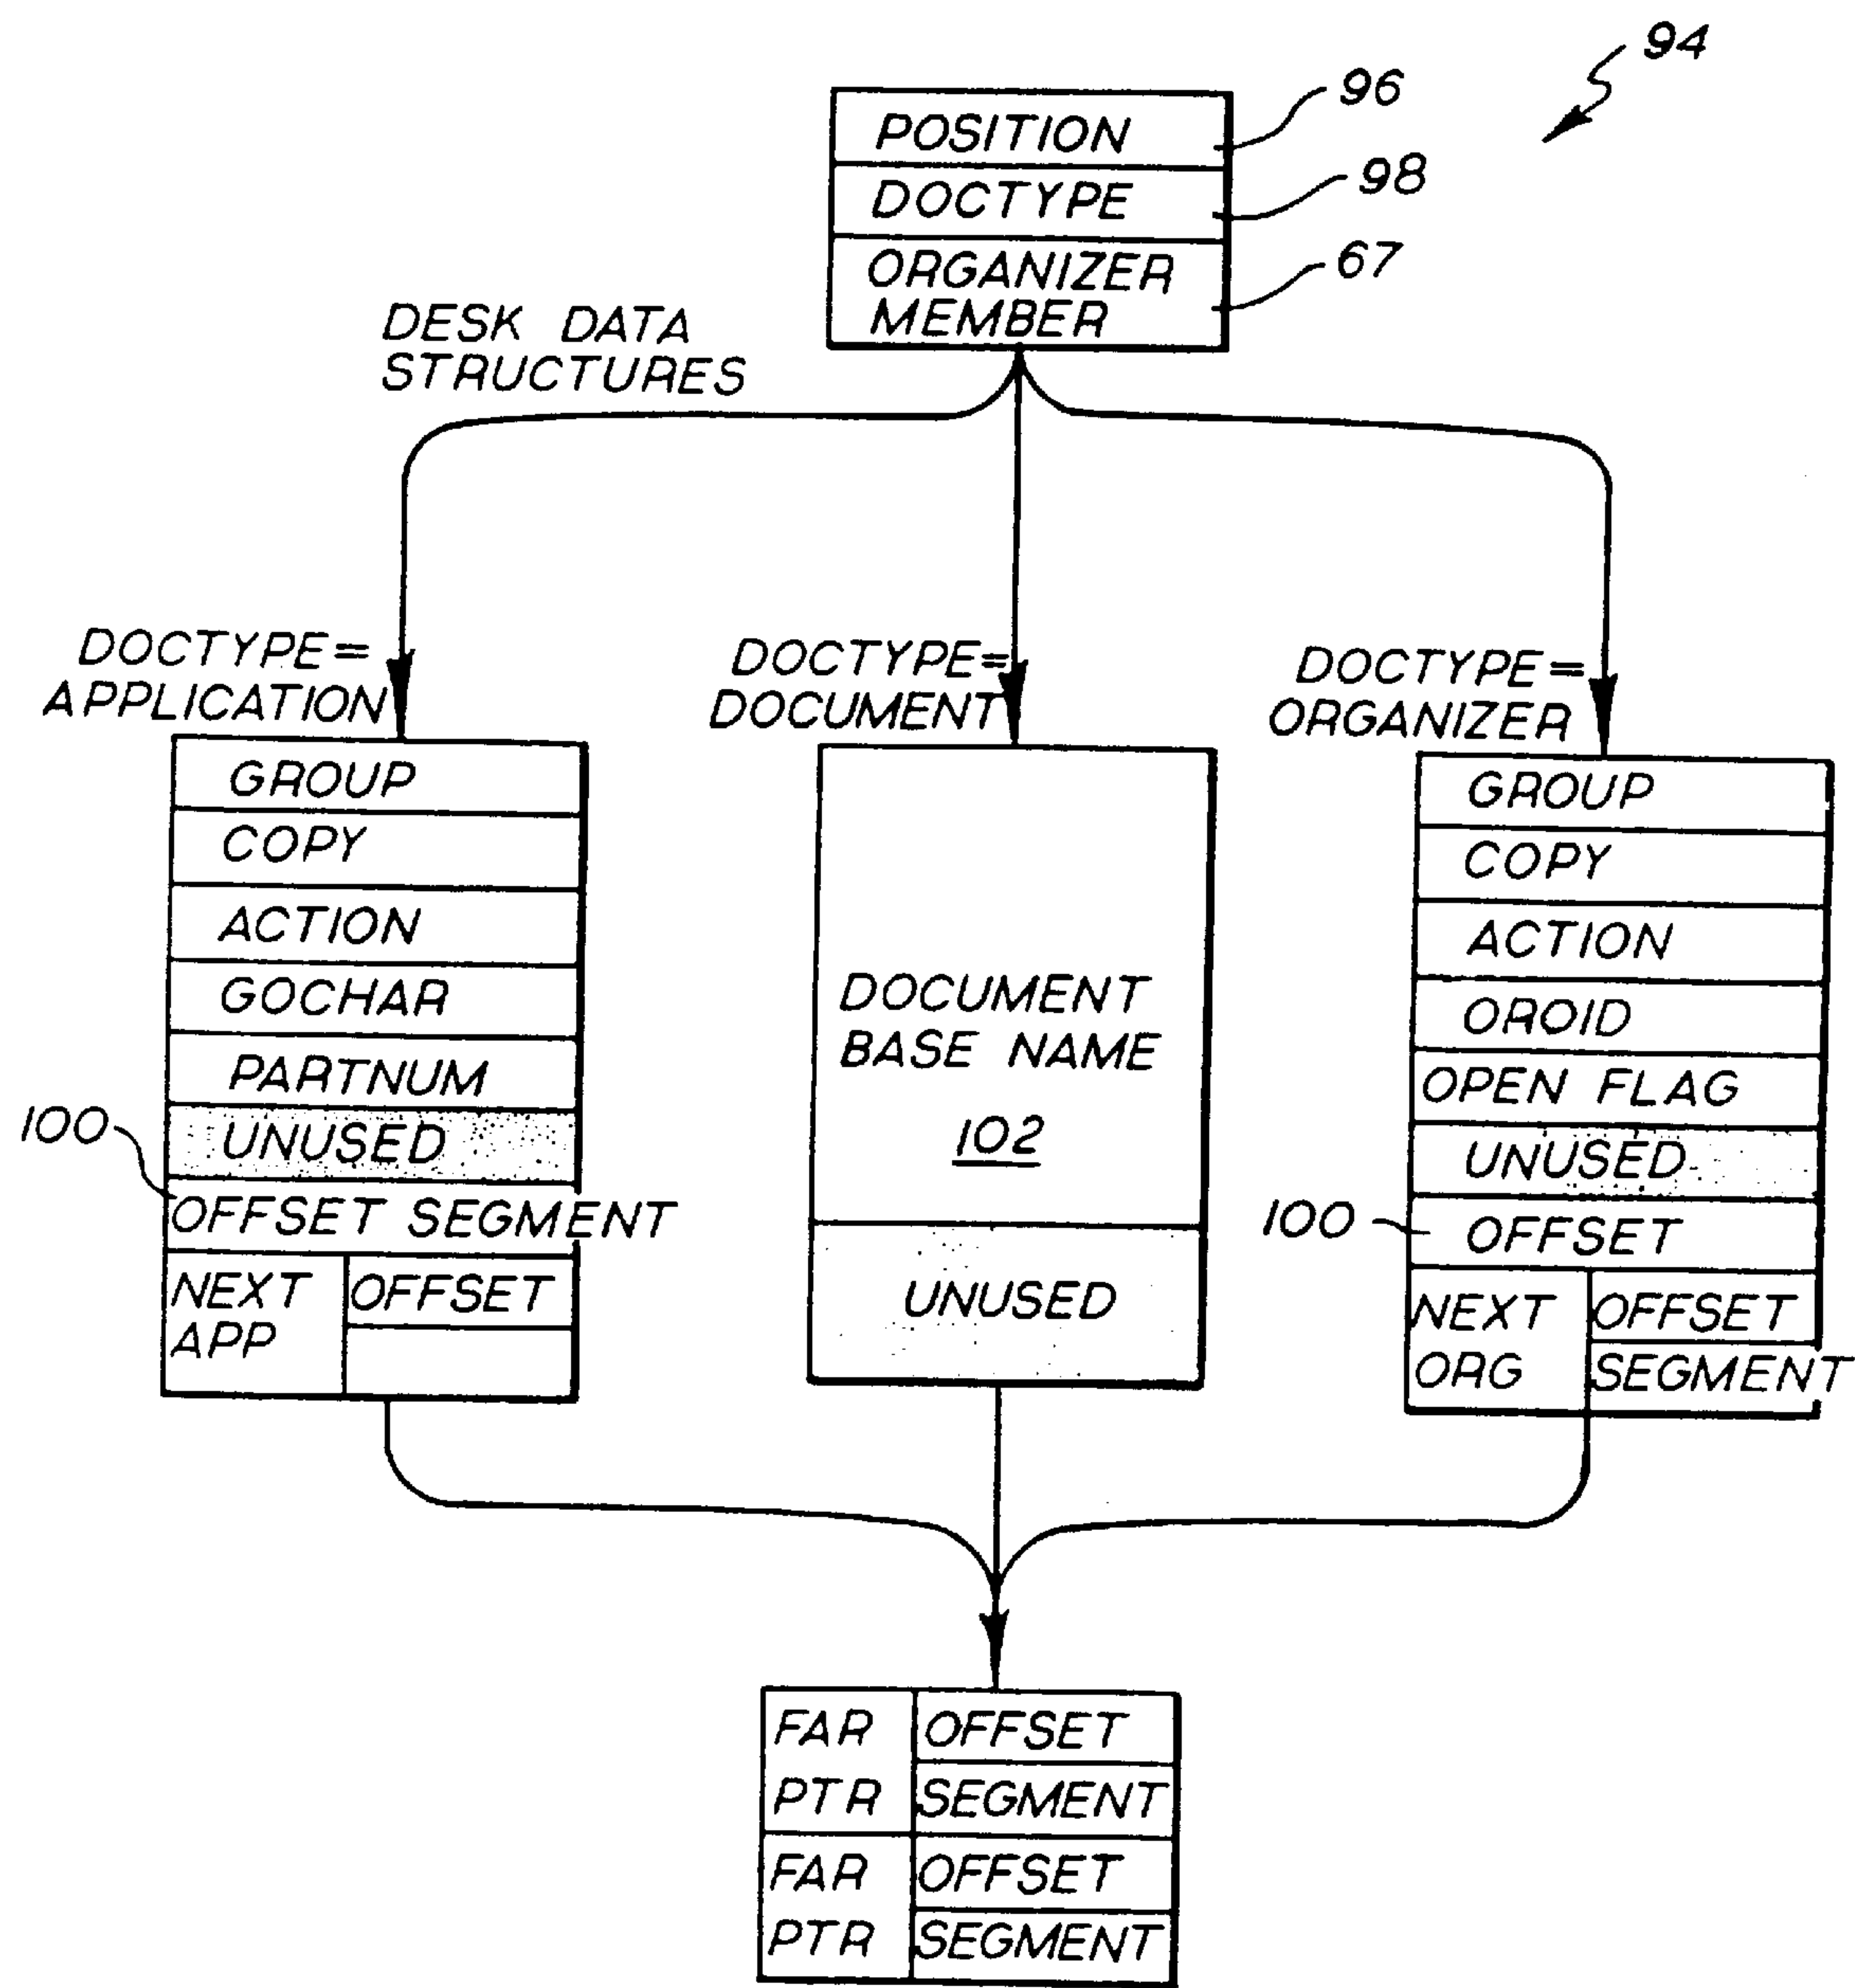 94
POSITION
96
DOCTYPE
98
ORGANIZER
MEMBER
67
DESK DATA
STRUCTURES
DOCTYPE=
APPLICATION
GROUP
COPY
ACTION
GOCHAR
PARTNUM
UNUSED
100
OFFSET SEGMENT
NEXT
APP
OFFSET
DOCTYPE=
DOCUMENT
DOCUMENT
BASE NAME
102
UNUSED
DOCTYPE=
ORGANIZER
GROUP
COPY
ACTION
OROID
OPEN FLAG
UNUSED
100
OFFSET
NEXT
ORG
OFFSET
SEGMENT
FAR
PTR
OFFSET
SEGMENT
FAR
PTR
OFFSET
SEGMENT